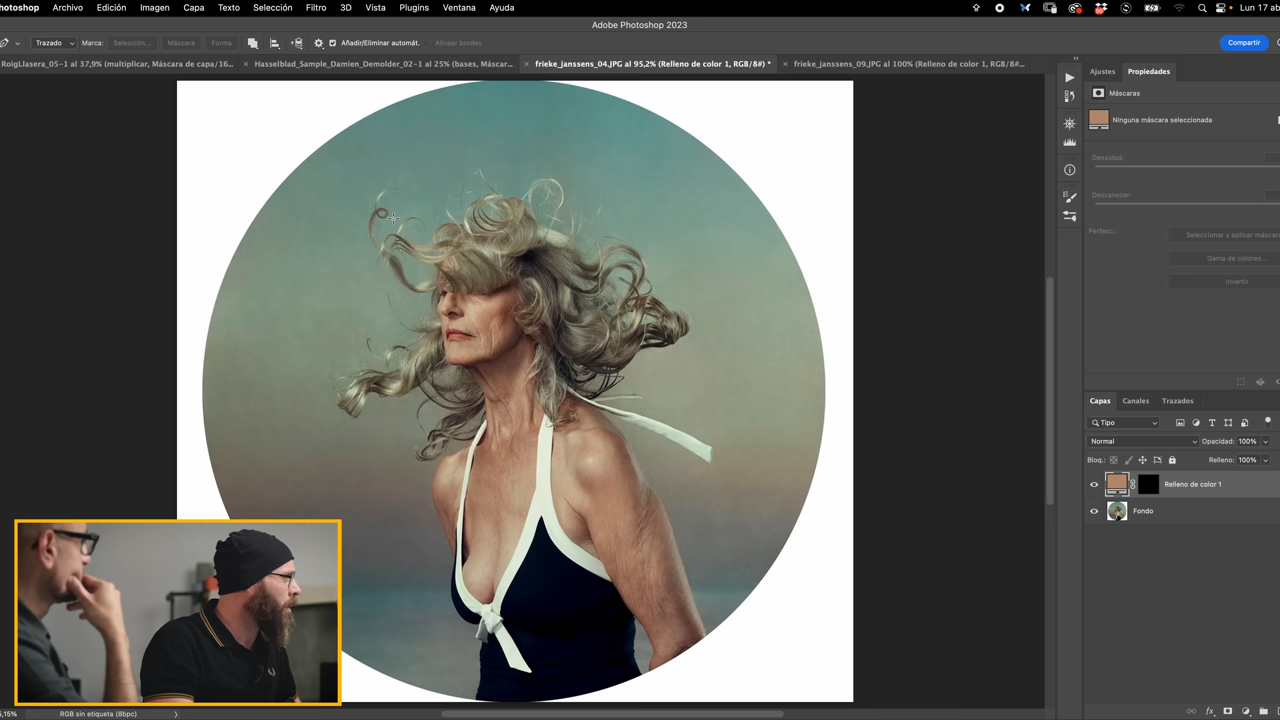 Photoshop Archivo Edición Imagen Capa Texto Selección Filtro 3D Vista Plugins Ventana Ayuda Lun 17 ab
Adobe Photoshop 2023
Trazado Marca: Selección... Máscara Forma Añadir/Eliminar automát. Alinear bordes Compartir
RoigLlasera_05-1 al 37,9% (multiplicar, Máscara de capa/16... × Hasselblad_Sample_Damien_Demolder_02-1 al 25% (bases, Máscar... × frieke_janssens_04.JPG al 95,2% (Relleno de color 1, RGB/8#) * × frieke_janssens_09.JPG al 100% (Relleno de color 1, RGB/8#...
Ajustes Propiedades
Máscaras
Ninguna máscara seleccionada
Densidad:
Desvanecer:
Perfecc.: Seleccionar y aplicar máscar
Gama de colores...
Invertir
Capas Canales Trazados
Tipo
Normal Opacidad: 100%
Bloq.: Relleno: 100%
Relleno de color 1
Fondo
5,15% RGB sin etiqueta (8bpc)